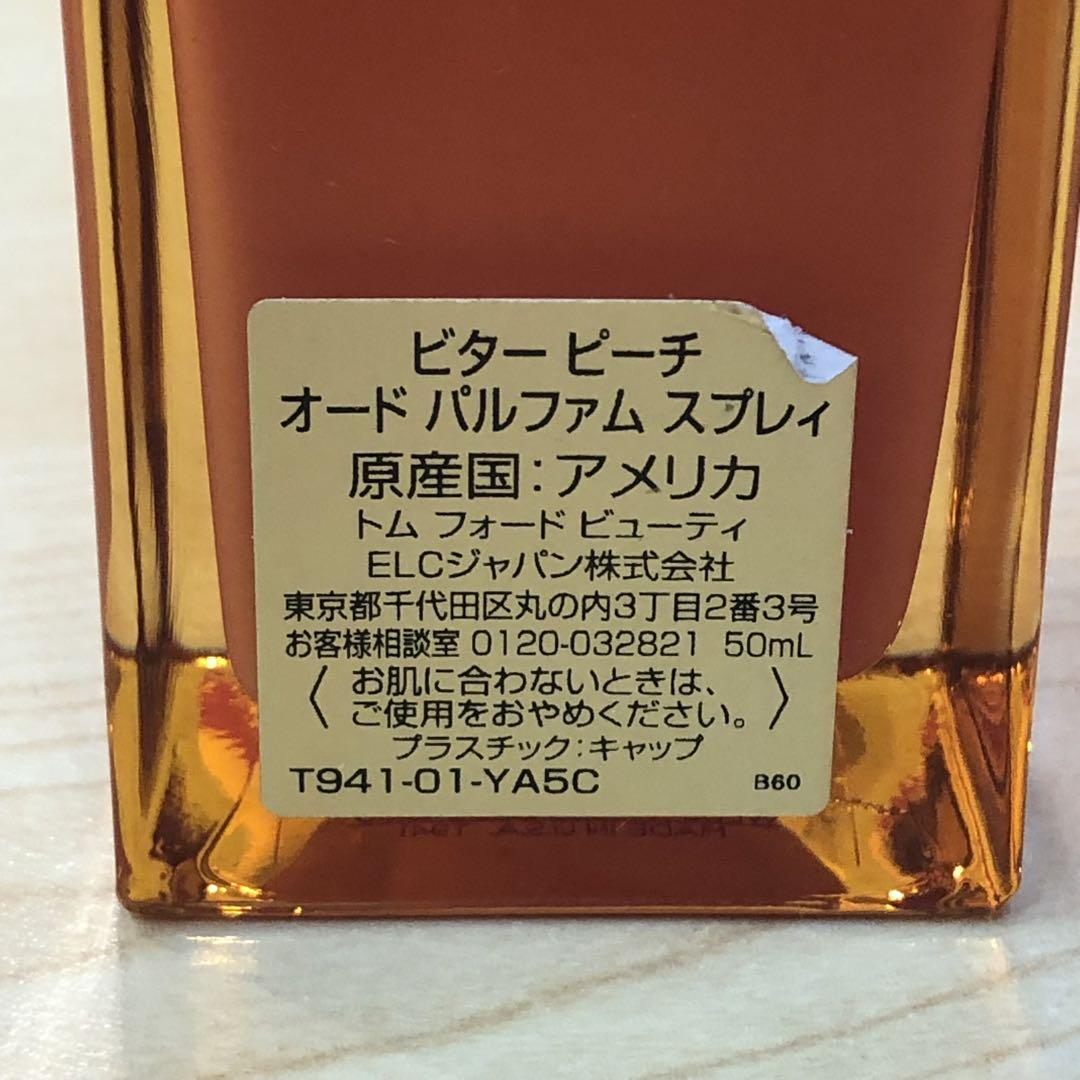 ビター ピーチ
オード パルファム スプレィ
原産国:アメリカ
トム フォード ビューティ
ELCジャパン株式会社
東京都千代田区丸の内3丁目2番3号
お客様相談室 0120-032821 50mL
〈お肌に合わないときは、
ご使用をおやめください。〉
プラスチック:キャップ
T941-01-YA5C B60
MADE IN U.S.A. T941